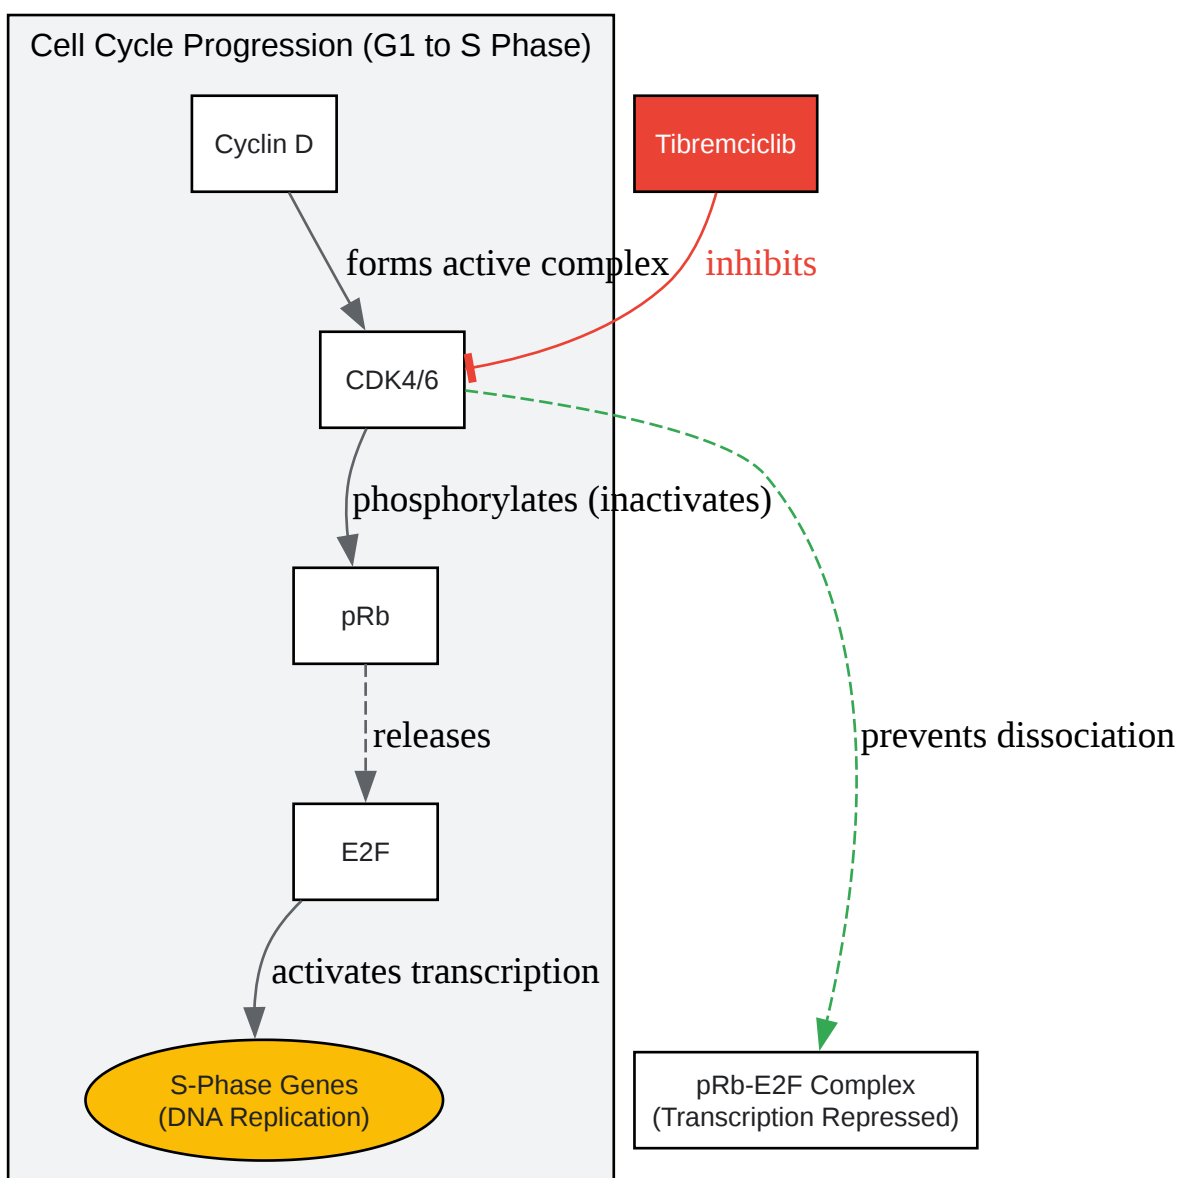 Cell Cycle Progression (G1 to S Phase)
Cyclin D
Tibremciclib
forms active complex
inhibits
CDK4/6
phosphorylates (inactivates)
pRb
releases
prevents dissociation
E2F
activates transcription
S-Phase Genes
(DNA Replication)
pRb-E2F Complex
(Transcription Repressed)